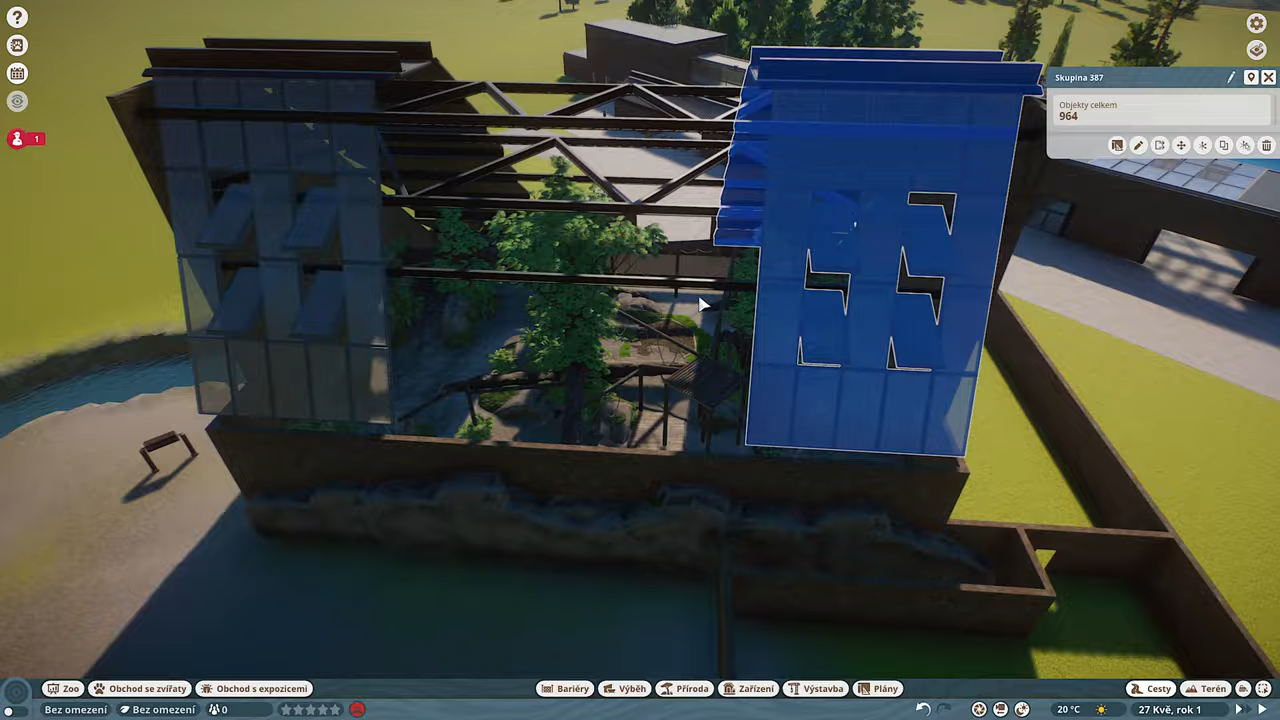 ?
1
Skupina 387
Objekty celkem
964
Zoo
Obchod se zvířaty
Obchod s expozicemi
Bariéry
Výběh
Příroda
Zařízení
Výstavba
Plány
Cesty
Terén
Bez omezení
Bez omezení
0
20 °C
27 Kvě, rok 1